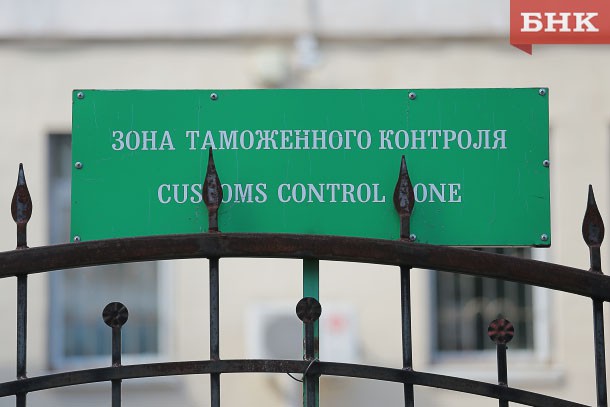 БНК
ЗОНА ТАМОЖЕННОГО КОНТРОЛЯ
CUSTOMS CONTROL ZONE